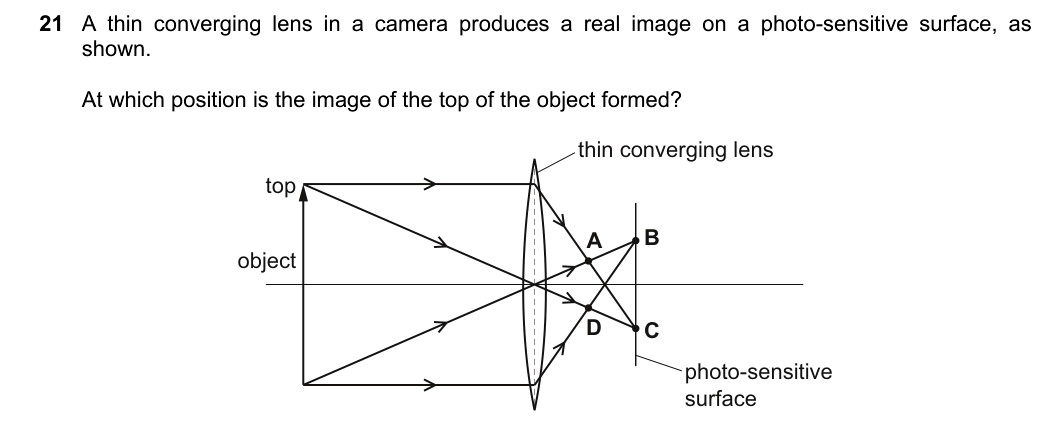 21 A thin converging lens in a camera produces a real image on a photo-sensitive surface, as
shown.
At which position is the image of the top of the object formed?
thin converging lens
top
A
B
object
D
C
photo-sensitive
surface